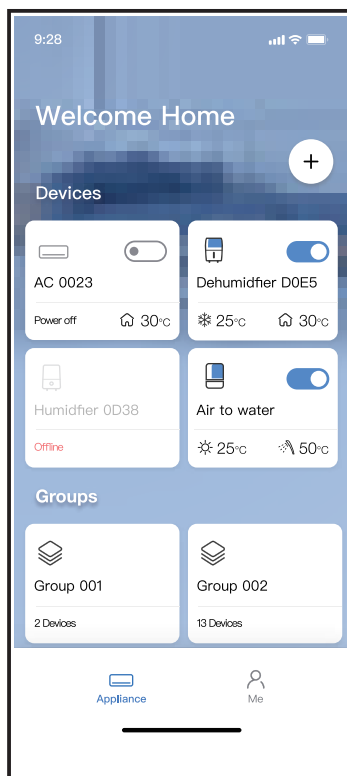 9:28
Welcome Home
+
Devices
AC 0023
Power off 30°C
Dehumidfier D0E5
25°C 30°C
Humidfier 0D38
Offline
Air to water
25°C 50°C
Groups
Group 001
2 Devices
Group 002
13 Devices
Appliance
Me